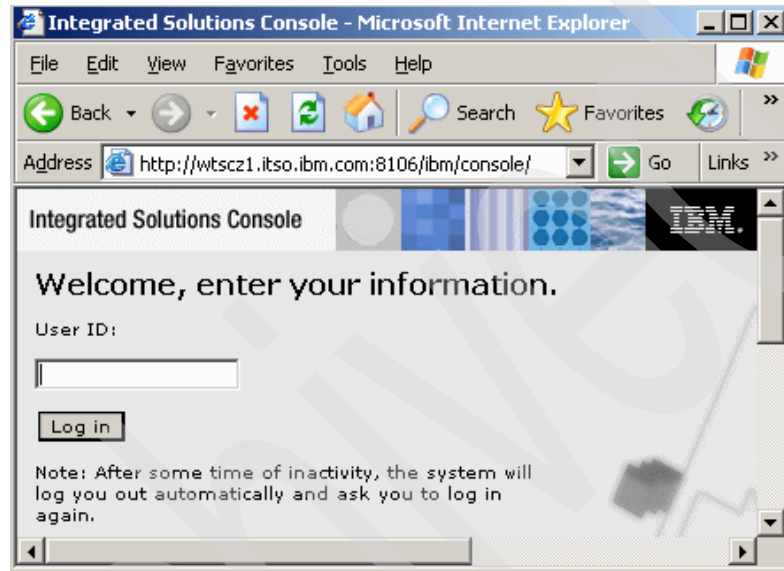 Integrated Solutions Console - Microsoft Internet Explorer
File Edit View Favorites Tools Help
Back Search Favorites »
Address http://wtscz1.itso.ibm.com:8106/ibm/console/ Go Links »
Integrated Solutions Console IBM.
Welcome, enter your information.
User ID:
Log in
Note: After some time of inactivity, the system will
log you out automatically and ask you to log in
again.